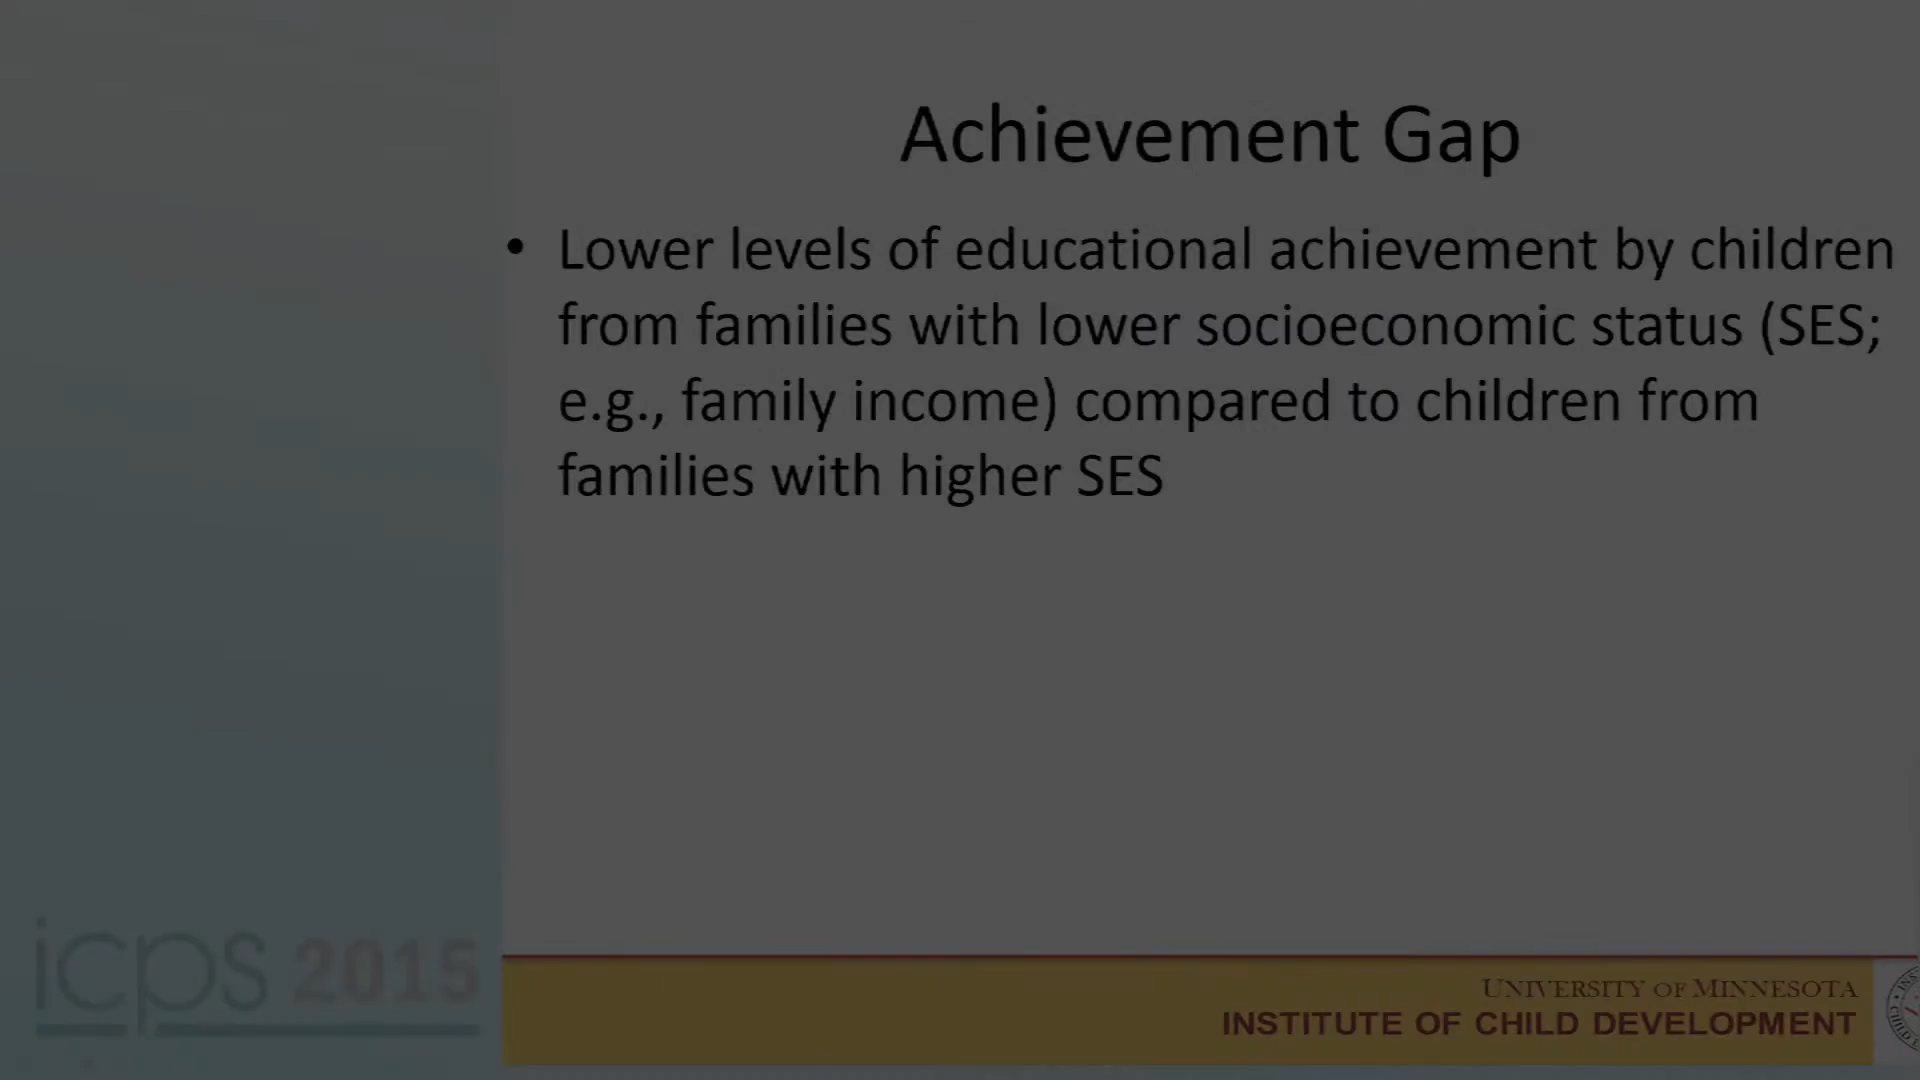 Achievement Gap
• Lower levels of educational achievement by children
from families with lower socioeconomic status (SES;
e.g., family income) compared to children from
families with higher SES
icps 2015
UNIVERSITY OF MINNESOTA
INSTITUTE OF CHILD DEVELOPMENT